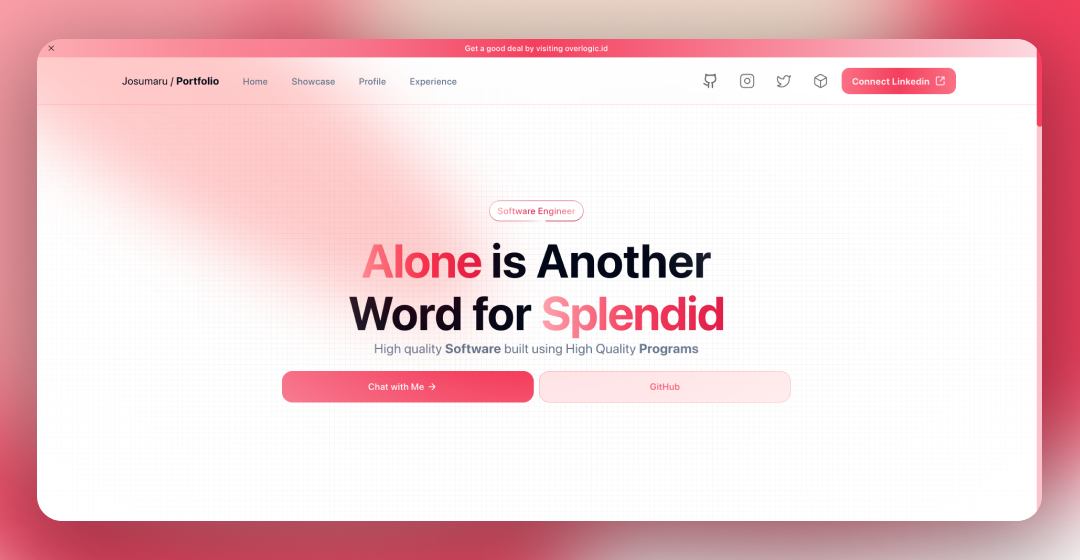 Get a good deal by visiting overlogic.id
Josumaru / Portfolio Home Showcase Profile Experience Connect Linkedin
Software Engineer
Alone is Another
Word for Splendid
High quality Software built using High Quality Programs
Chat with Me → GitHub